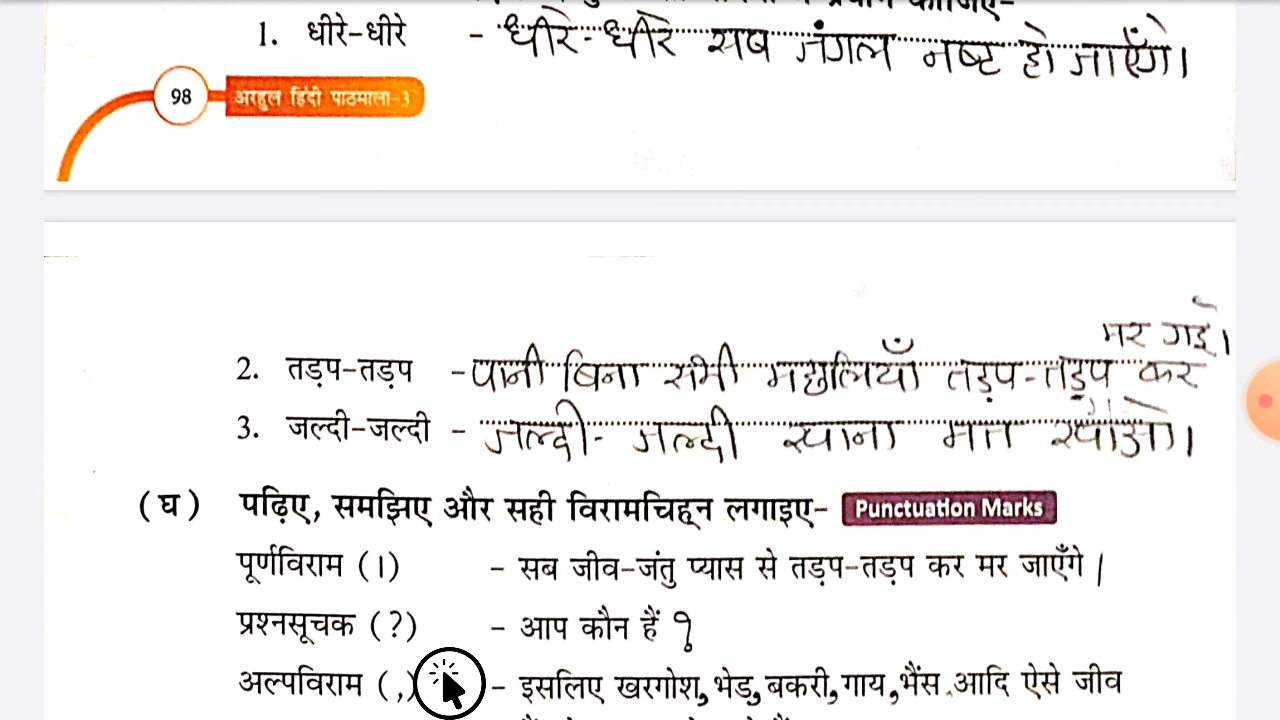 1. धीरे-धीरे - धीरे-धीरे सब जंगल नष्ट हो जाएँगे।
98 अरहुल हिंदी पाठमाला-3
मर गई।
2. तड़प-तड़प - पानी बिना सभी मछलियाँ तड़प-तड़प कर
3. जल्दी-जल्दी - जल्दी-जल्दी खाना मत खाओ।
(घ) पढ़िए, समझिए और सही विरामचिह्न लगाइए- Punctuation Marks
पूर्णविराम (।) - सब जीव-जंतु प्यास से तड़प-तड़प कर मर जाएँगे।
प्रश्नसूचक (?) - आप कौन हैं ?
अल्पविराम (,) - इसलिए खरगोश, भेड़, बकरी, गाय, भैंस आदि ऐसे जीव